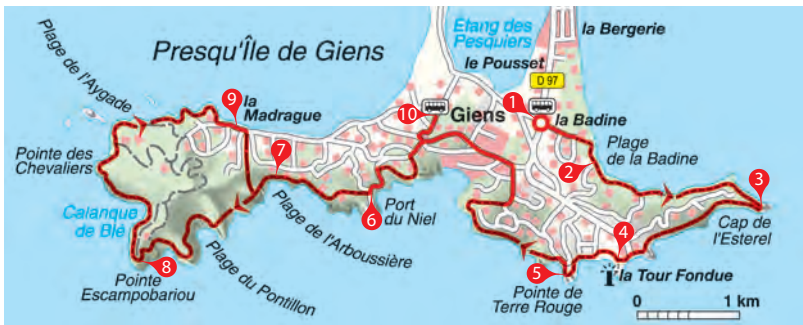 Étang des
Pesquiers
la Bergerie
Presqu'Île de Giens
le Pousset
D 97
Plage de
l'Aygade
9
la
Madrague
10
Giens
1
la Badine
Plage
de la Badine
2
Pointe des
Chevaliers
7
3
Calanque
de Blé
Plage de l'Arboussière
6
Port
du Niel
4
Cap de
l'Esterel
8
Pointe
Escampobariou
Plage du Pontillon
5
Pointe de
Terre Rouge
la Tour Fondue
0
1 km